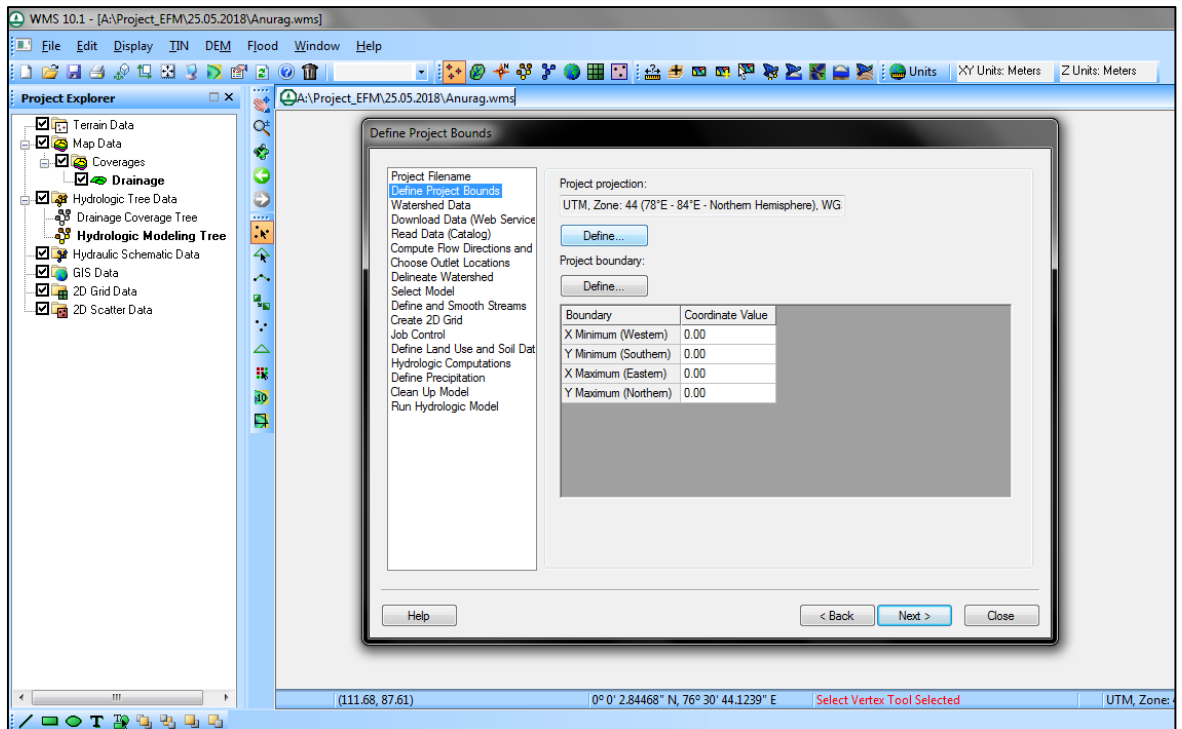 WMS 10.1 - [A:\Project_EFM\25.05.2018\Anurag.wms]
File Edit Display TIN DEM Flood Window Help
Units XY Units: Meters Z Units: Meters
Project Explorer
A:\Project_EFM\25.05.2018\Anurag.wms
Terrain Data
Map Data
Coverages
Drainage
Hydrologic Tree Data
Drainage Coverage Tree
Hydrologic Modeling Tree
Hydraulic Schematic Data
GIS Data
2D Grid Data
2D Scatter Data
Define Project Bounds
Project Filename
Define Project Bounds
Watershed Data
Download Data (Web Service
Read Data (Catalog)
Compute Flow Directions and
Choose Outlet Locations
Delineate Watershed
Select Model
Define and Smooth Streams
Create 2D Grid
Job Control
Define Land Use and Soil Dat
Hydrologic Computations
Define Precipitation
Clean Up Model
Run Hydrologic Model
Project projection:
UTM, Zone: 44 (78°E - 84°E - Northern Hemisphere), WG
Define...
Project boundary:
Define...
Boundary Coordinate Value
X Minimum (Western) 0.00
Y Minimum (Southern) 0.00
X Maximum (Eastern) 0.00
Y Maximum (Northern) 0.00
Help < Back Next > Close
(111.68, 87.61) 0° 0' 2.84468" N, 76° 30' 44.1239" E Select Vertex Tool Selected UTM, Zone:
T